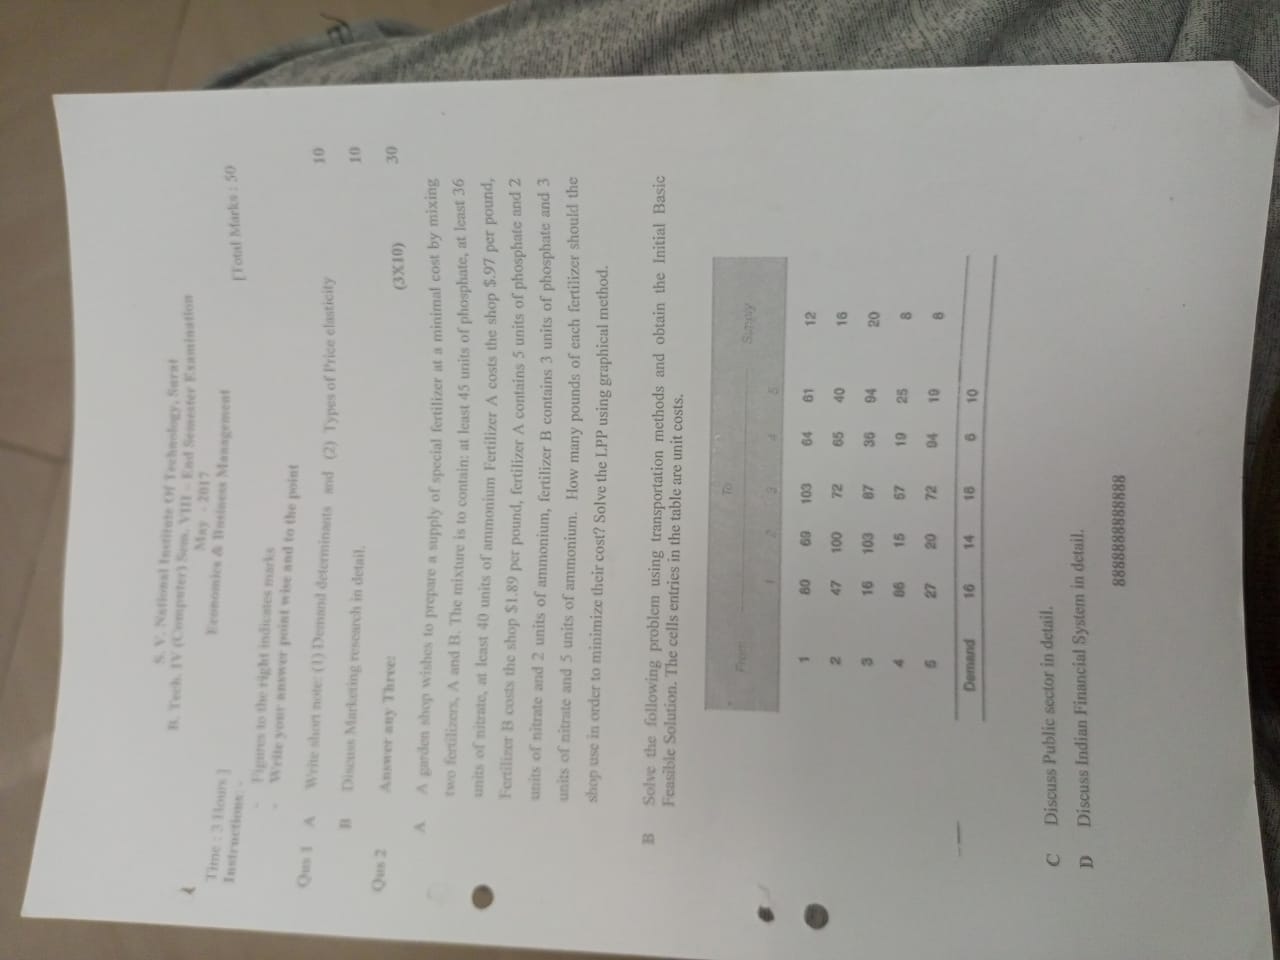 S. V. National Institute Of Technology, Surat
B. Tech. IV (Computer) Sem. VIII - End Semester Examination
May - 2017
Economics & Business Management
Time : 3 Hours ] [Total Marks : 50
Instructions: -
- Figures to the right indicates marks
- Write your answer point wise and to the point
Qus 1 A Write short note: (1) Demand determinants and (2) Types of Price elasticity 10
B Discuss Marketing research in detail. 10
Qus 2 Answer any Three: (3X10) 30
A A garden shop wishes to prepare a supply of special fertilizer at a minimal cost by mixing
two fertilizers, A and B. The mixture is to contain: at least 45 units of phosphate, at least 36
units of nitrate, at least 40 units of ammonium Fertilizer A costs the shop $.97 per pound,
Fertilizer B costs the shop $1.89 per pound, fertilizer A contains 5 units of phosphate and 2
units of nitrate and 2 units of ammonium, fertilizer B contains 3 units of phosphate and 3
units of nitrate and 5 units of ammonium. How many pounds of each fertilizer should the
shop use in order to minimize their cost? Solve the LPP using graphical method.
B Solve the following problem using transportation methods and obtain the Initial Basic
Feasible Solution. The cells entries in the table are unit costs.
From To Supply
1 2 3 4 5
1 80 69 103 64 61 12
2 47 100 72 65 40 16
3 16 103 87 36 94 20
4 86 15 57 19 25 8
5 27 20 72 94 19 8
Demand 16 14 18 6 10
C Discuss Public sector in detail.
D Discuss Indian Financial System in detail.
88888888888888